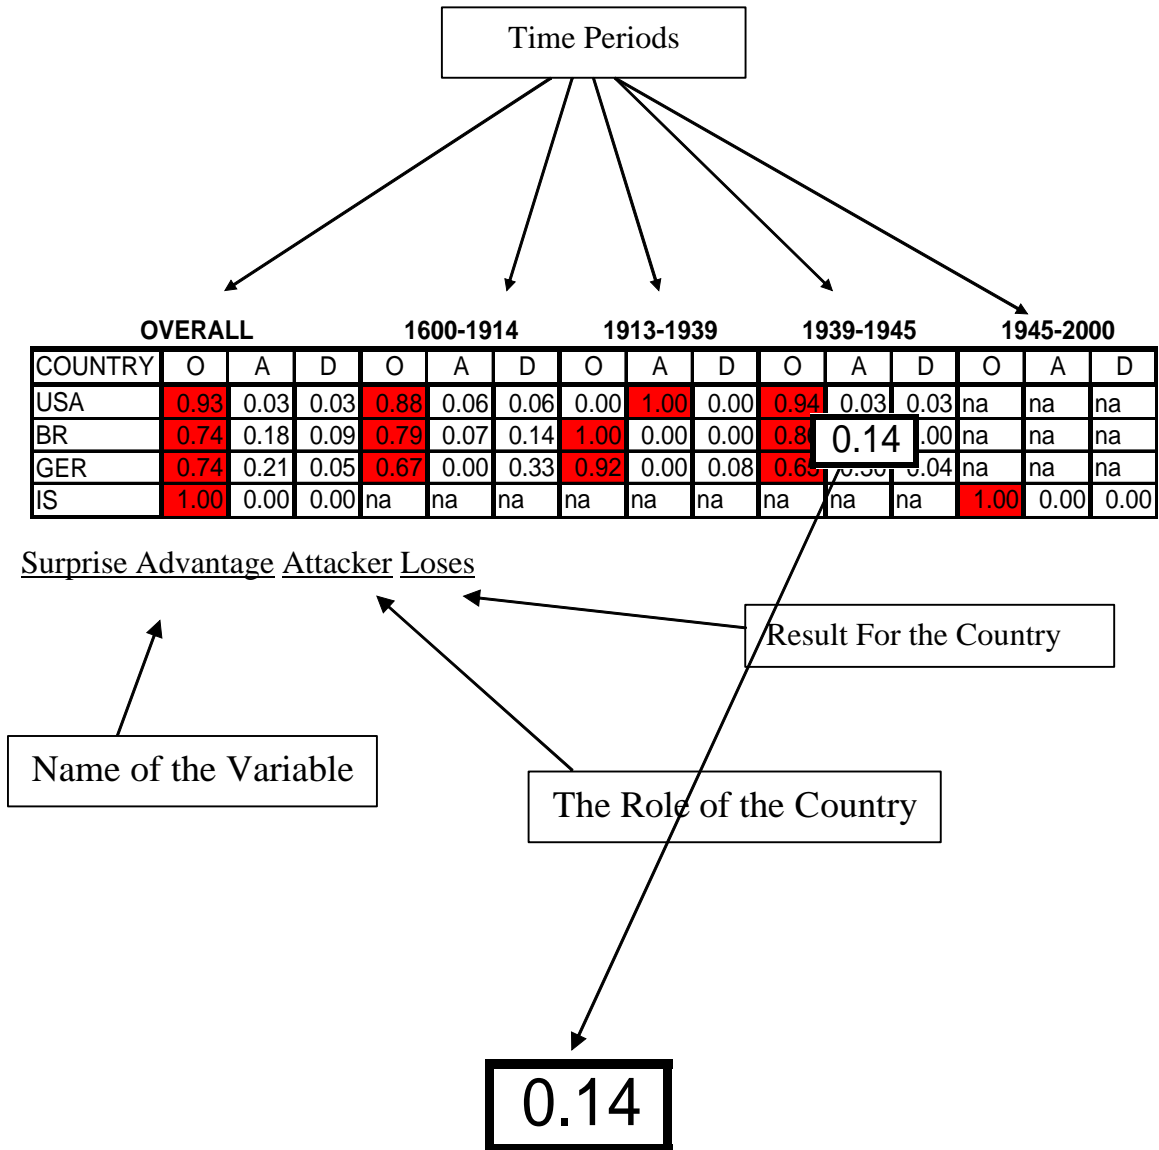 Time Periods
OVERALL 1600-1914 1913-1939 1939-1945 1945-2000
COUNTRY O A D O A D O A D O A D O A D
USA 0.93 0.03 0.03 0.88 0.06 0.06 0.00 1.00 0.00 0.94 0.03 0.03 na na na
BR 0.74 0.18 0.09 0.79 0.07 0.14 1.00 0.00 0.00 0.14 .00 na na na
GER 0.74 0.21 0.05 0.67 0.00 0.33 0.92 0.00 0.08 0.04 na na na
IS 1.00 0.00 0.00 na na na na na na na na na 1.00 0.00 0.00
Surprise Advantage Attacker Loses
Result For the Country
Name of the Variable
The Role of the Country
0.14